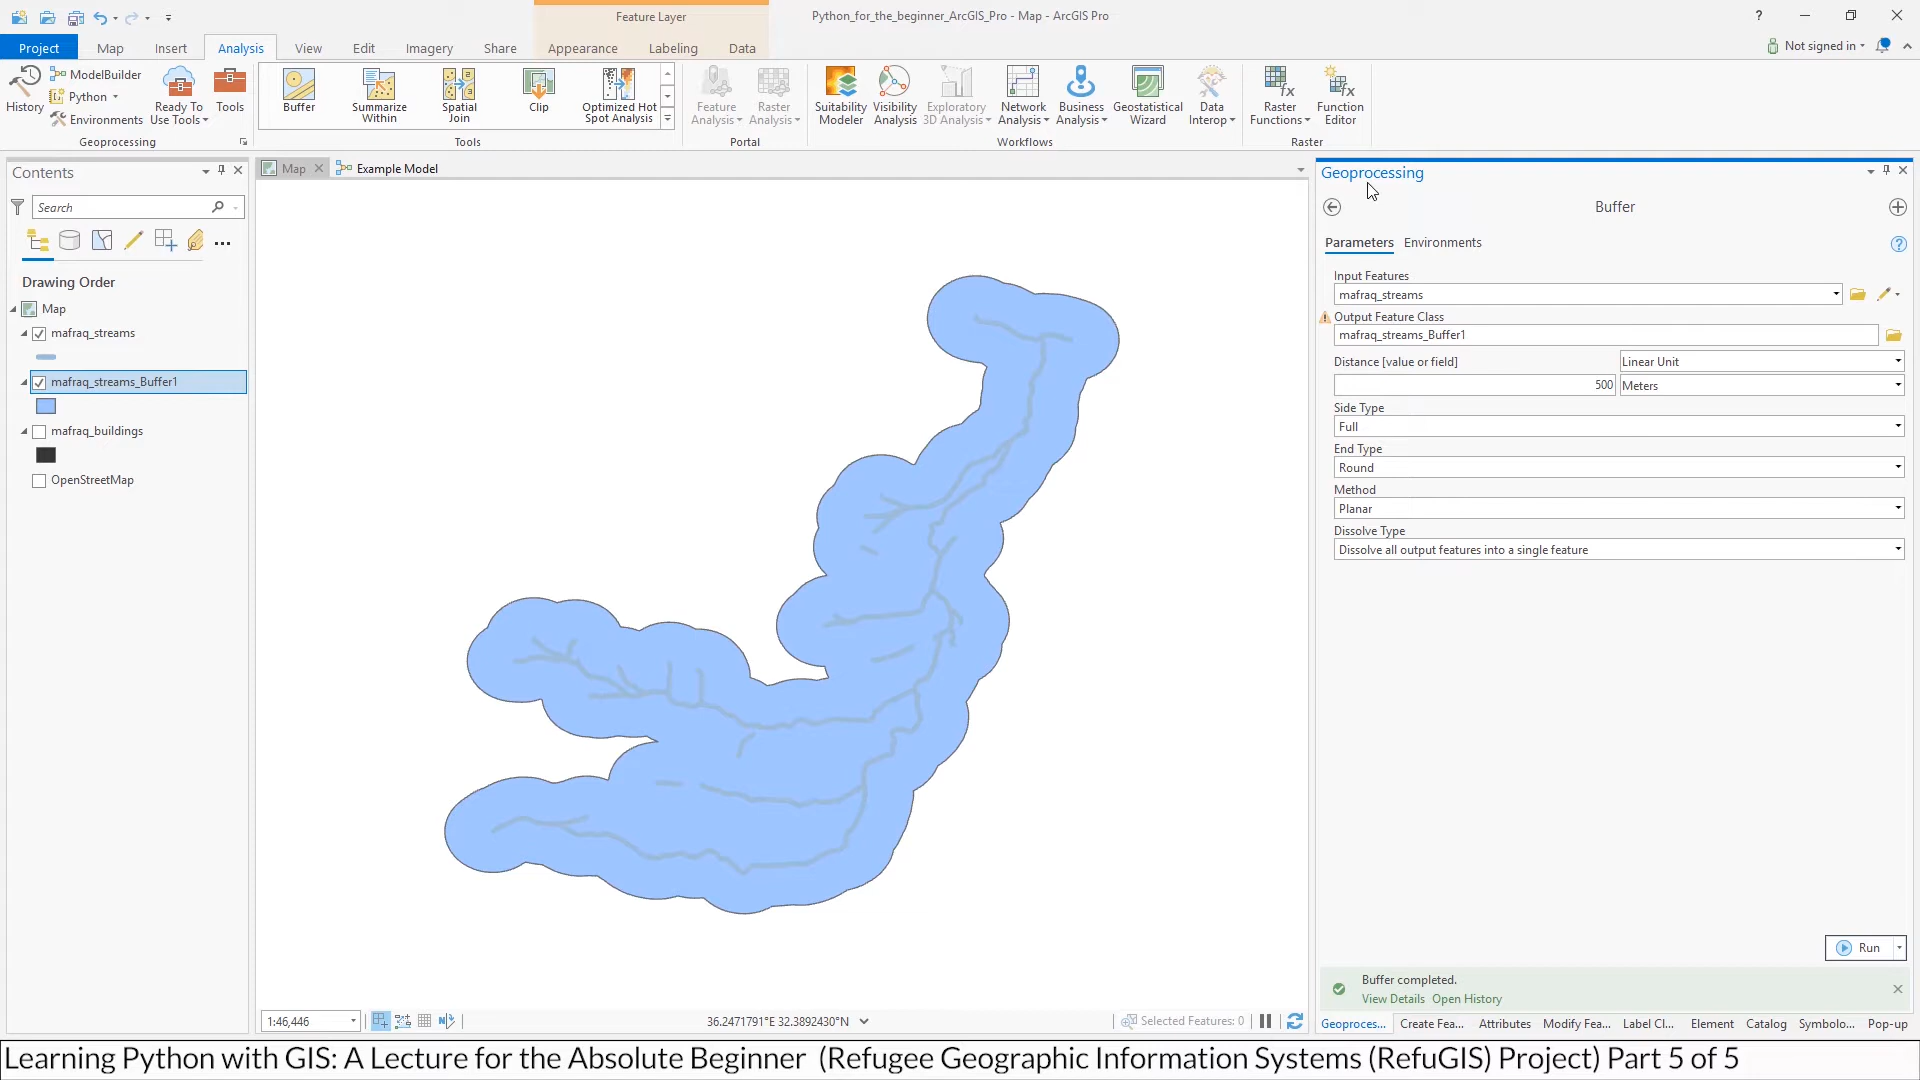 Feature Layer
Python_for_the_beginner_ArcGIS_Pro - Map - ArcGIS Pro
?
Project Map Insert Analysis View Edit Imagery Share Appearance Labeling Data
Not signed in
History
ModelBuilder
Python
Environments
Ready To Use Tools
Tools
Geoprocessing
Buffer
Summarize Within
Spatial Join
Clip
Optimized Hot Spot Analysis
Tools
Feature Analysis
Raster Analysis
Portal
Suitability Modeler
Visibility Analysis
Exploratory 3D Analysis
Network Analysis
Business Analysis
Geostatistical Wizard
Data Interop
Workflows
Raster Functions
Function Editor
Raster
Contents
Search
Drawing Order
Map
mafraq_streams
mafraq_streams_Buffer1
mafraq_buildings
OpenStreetMap
Map
Example Model
1:46,446
36.2471791°E 32.3892430°N
Selected Features: 0
Geoprocessing
Buffer
Parameters Environments
?
Input Features
mafraq_streams
Output Feature Class
mafraq_streams_Buffer1
Distance [value or field]
Linear Unit
500
Meters
Side Type
Full
End Type
Round
Method
Planar
Dissolve Type
Dissolve all output features into a single feature
Run
Buffer completed.
View Details Open History
Geoproces... Create Fea... Attributes Modify Fea... Label Cl... Element Catalog Symbolo... Pop-up
Learning Python with GIS: A Lecture for the Absolute Beginner (Refugee Geographic Information Systems (RefuGIS) Project) Part 5 of 5